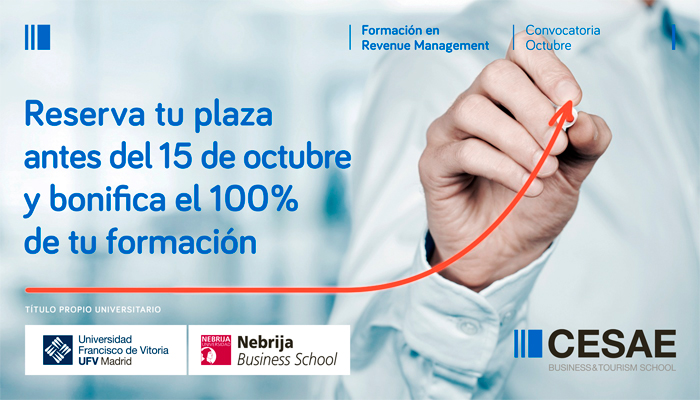 Formación en
Revenue Management
Convocatoria
Octubre
Reserva tu plaza
antes del 15 de octubre
y bonifica el 100%
de tu formación
TÍTULO PROPIO UNIVERSITARIO
Universidad
Francisco de Vitoria
UFV Madrid
NEBRIJA
UNIVERSIDAD
Nebrija
Business School
CESAE
BUSINESS&TOURISM SCHOOL